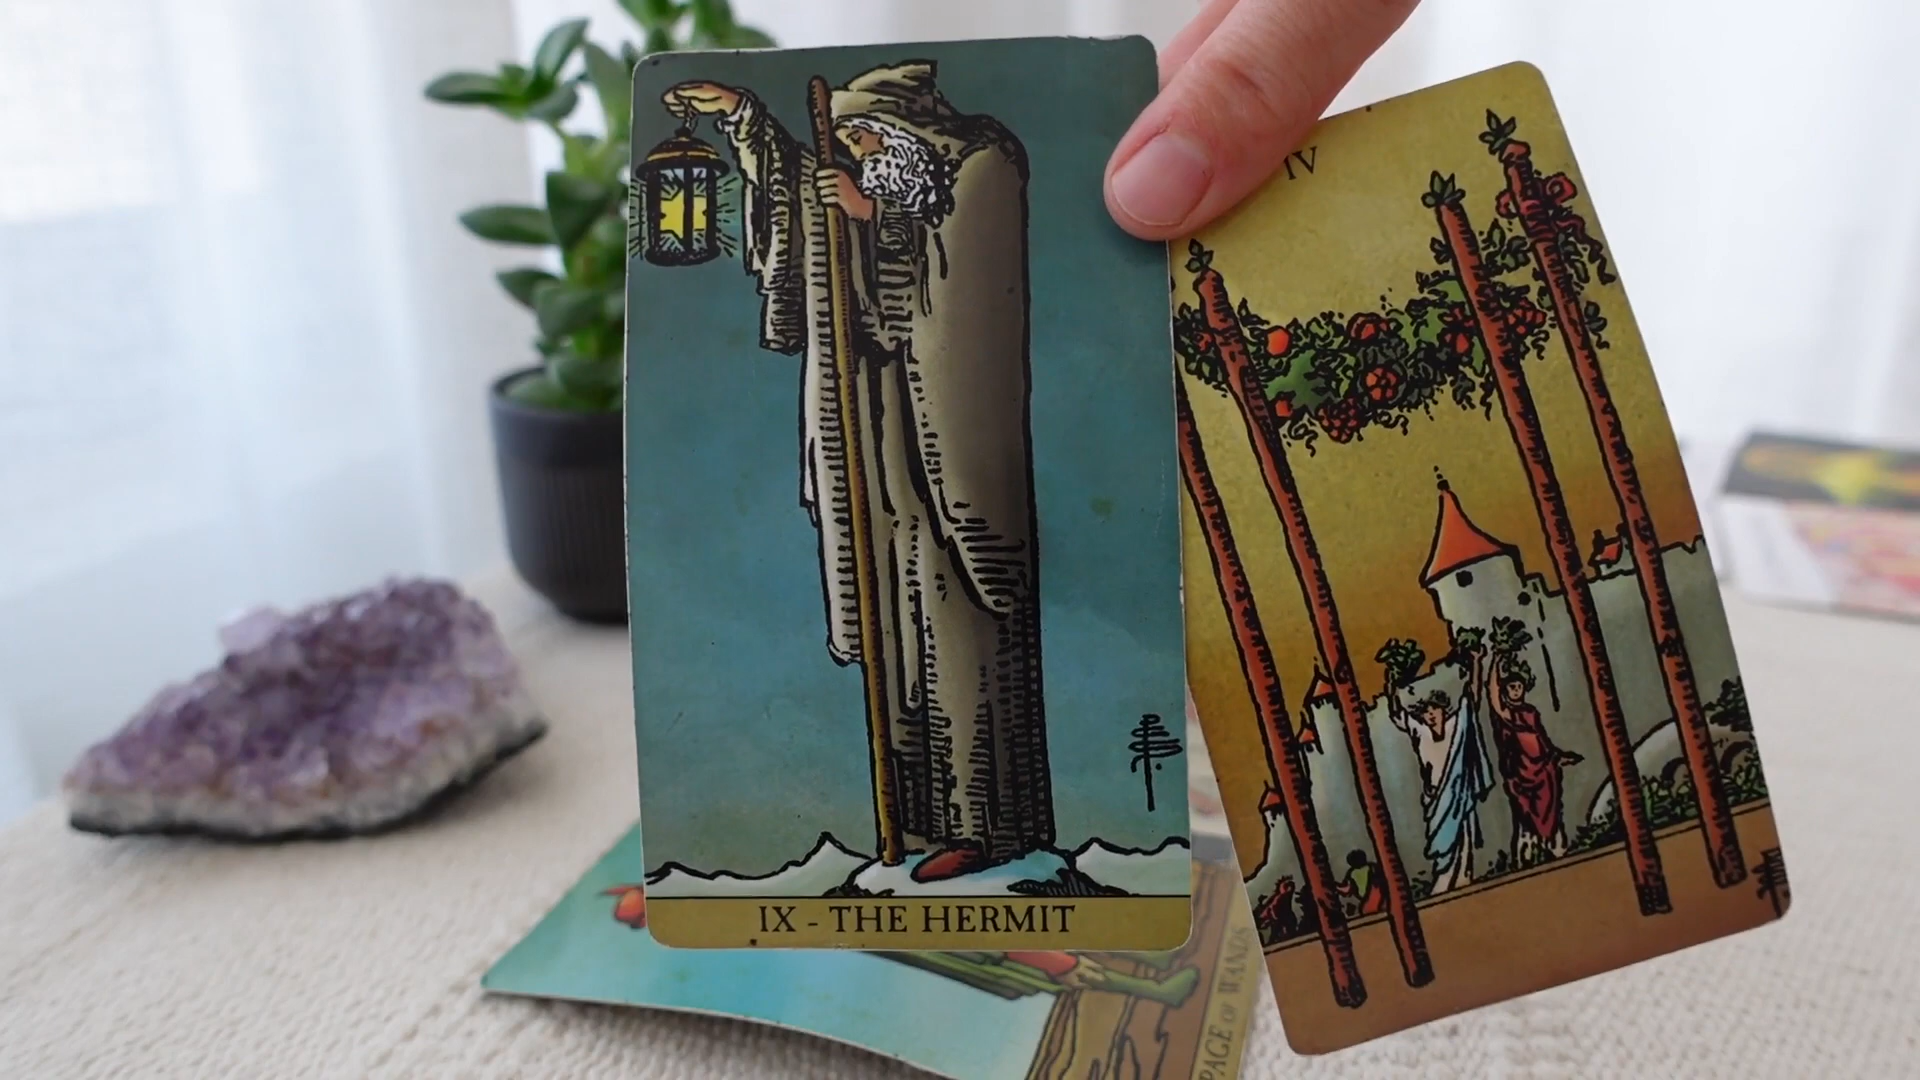 IX - THE HERMIT
IV
PAGE OF WANDS